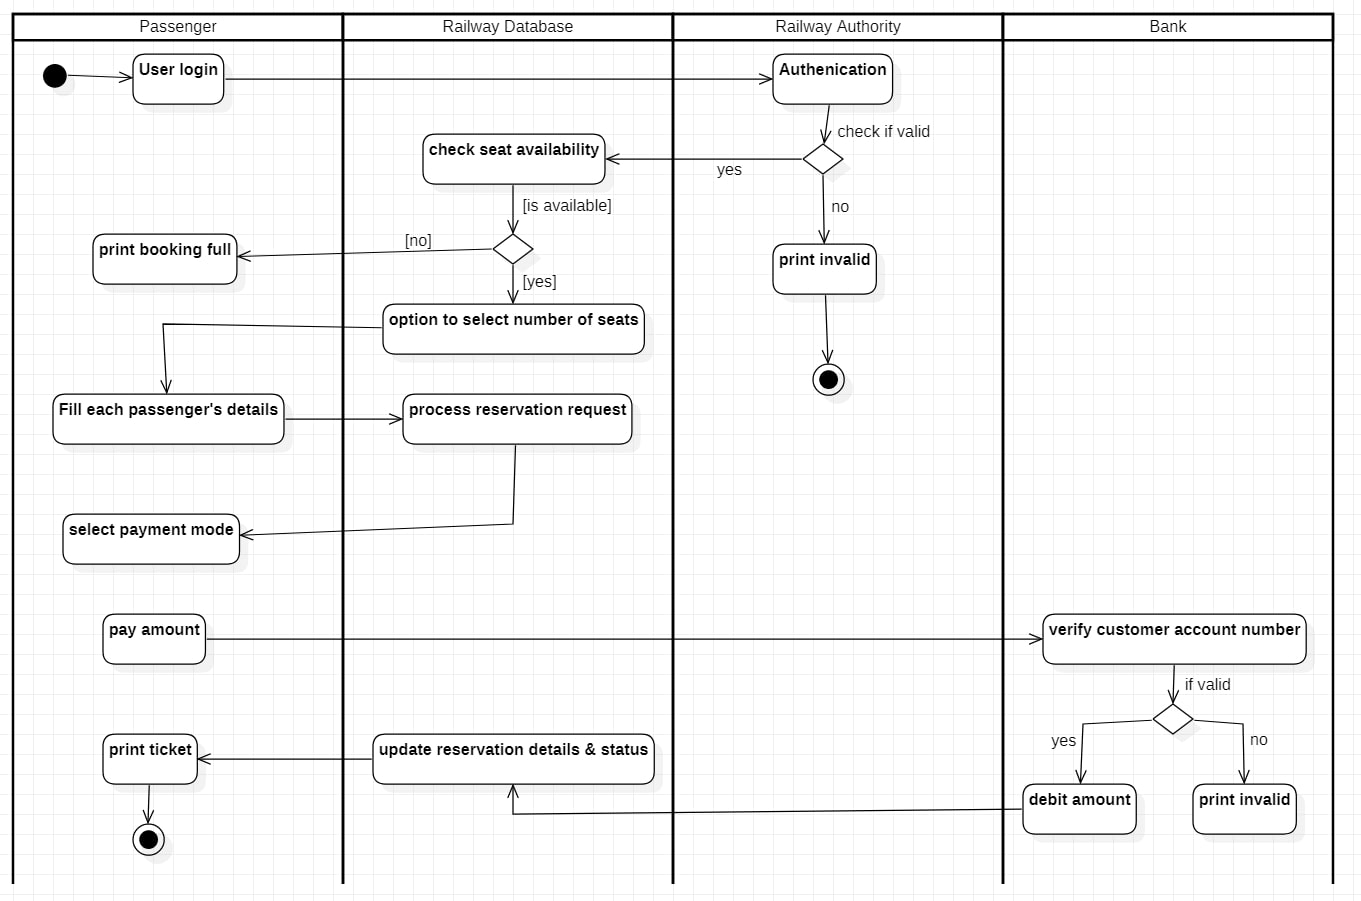 Passenger
Railway Database
Railway Authority
Bank
User login
Authenication
check if valid
check seat availability
yes
[is available]
no
print booking full
[no]
print invalid
[yes]
option to select number of seats
Fill each passenger's details
process reservation request
select payment mode
pay amount
verify customer account number
if valid
yes
no
print ticket
update reservation details & status
debit amount
print invalid